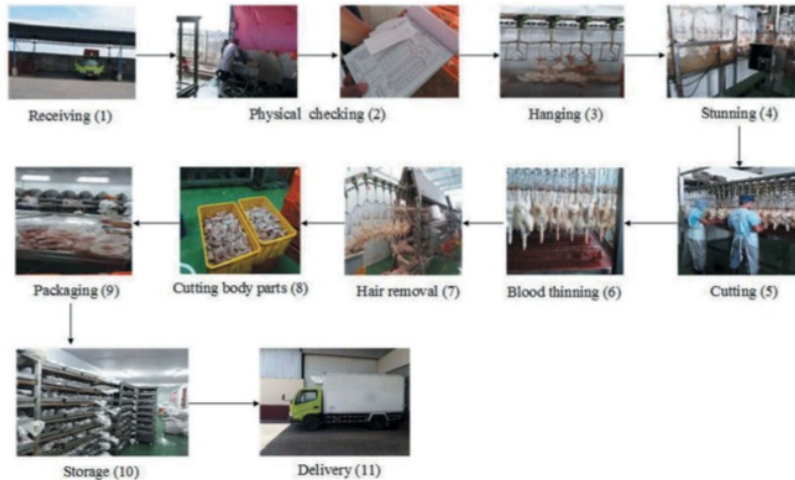 Receiving (1)
Physical checking (2)
Hanging (3)
Stunning (4)
Cutting (5)
Blood thinning (6)
Hair removal (7)
Cutting body parts (8)
Packaging (9)
Storage (10)
Delivery (11)